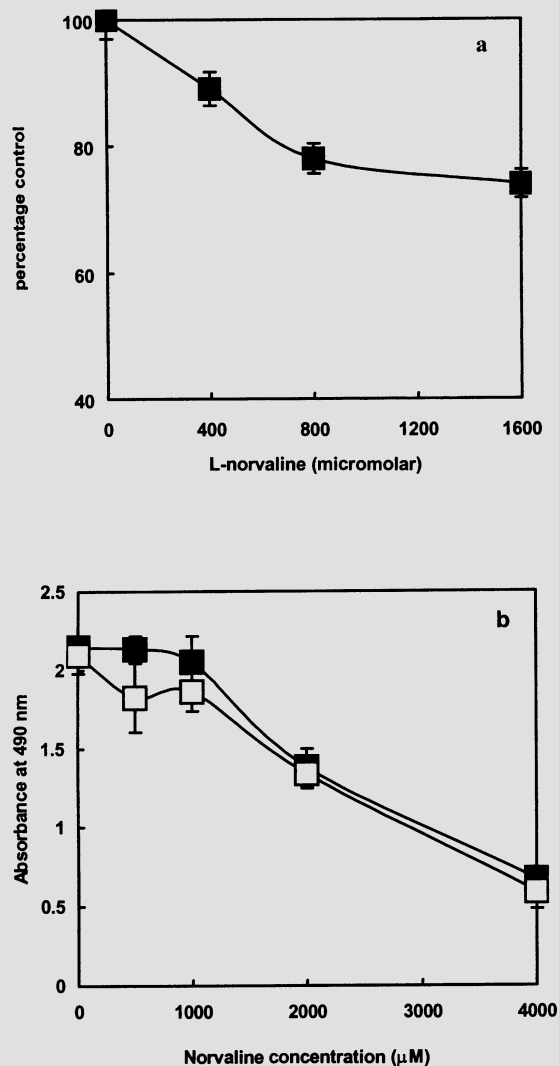 a
100
80
60
40
percentage control
0 400 800 1200 1600
L-norvaline (micromolar)
b
2.5
2
1.5
1
0.5
0
Absorbance at 490 nm
0 1000 2000 3000 4000
Norvaline concentration (μM)